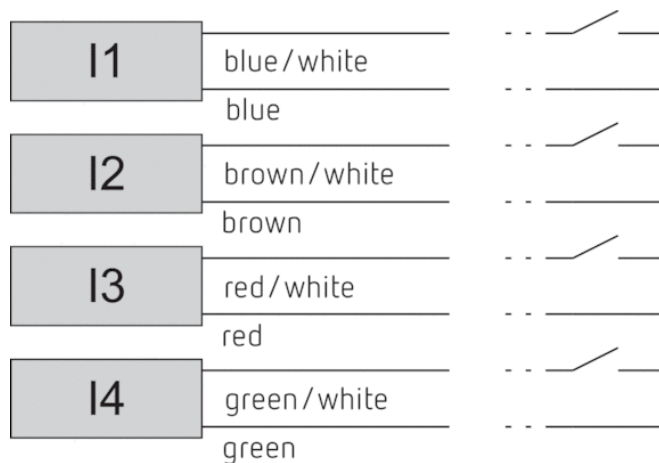 I1
blue/white
blue
I2
brown/white
brown
I3
red/white
red
I4
green/white
green